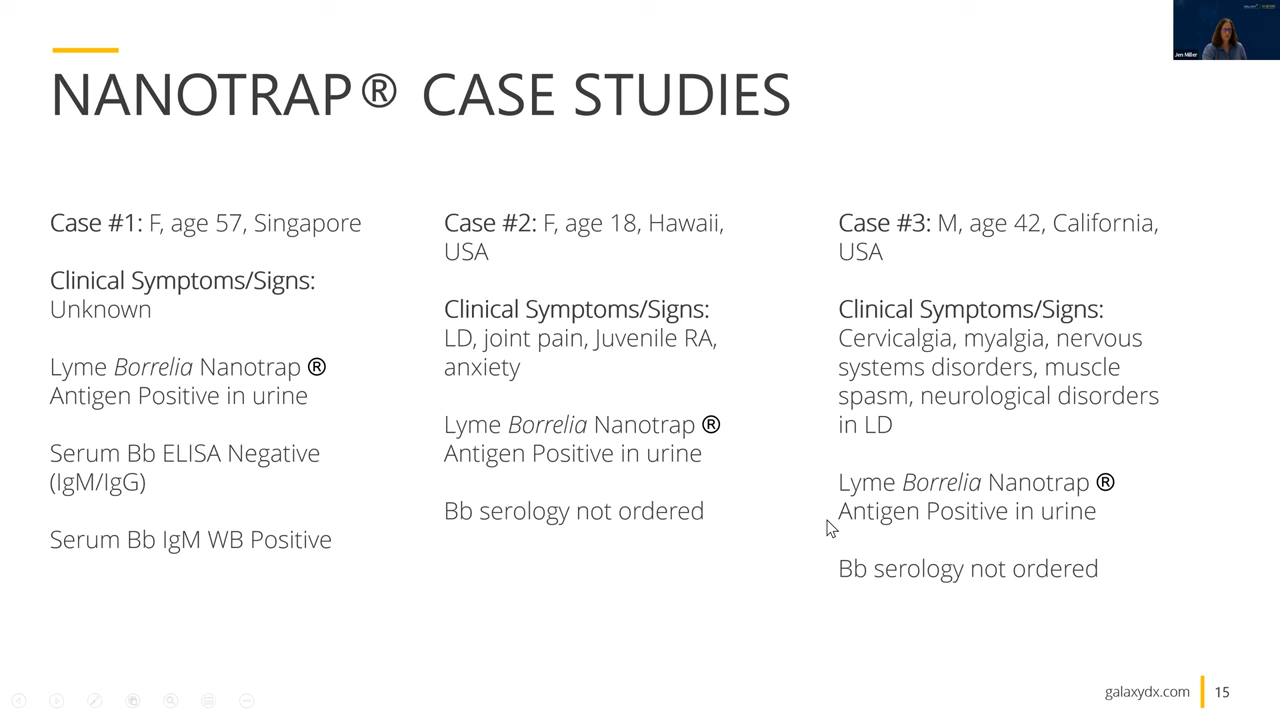 NANOTRAP® CASE STUDIES
Case #1: F, age 57, Singapore
Clinical Symptoms/Signs:
Unknown
Lyme Borrelia Nanotrap ®
Antigen Positive in urine
Serum Bb ELISA Negative
(IgM/IgG)
Serum Bb IgM WB Positive
Case #2: F, age 18, Hawaii,
USA
Clinical Symptoms/Signs:
LD, joint pain, Juvenile RA,
anxiety
Lyme Borrelia Nanotrap ®
Antigen Positive in urine
Bb serology not ordered
Case #3: M, age 42, California,
USA
Clinical Symptoms/Signs:
Cervicalgia, myalgia, nervous
systems disorders, muscle
spasm, neurological disorders
in LD
Lyme Borrelia Nanotrap ®
Antigen Positive in urine
Bb serology not ordered
Jen Miller
galaxydx.com
15